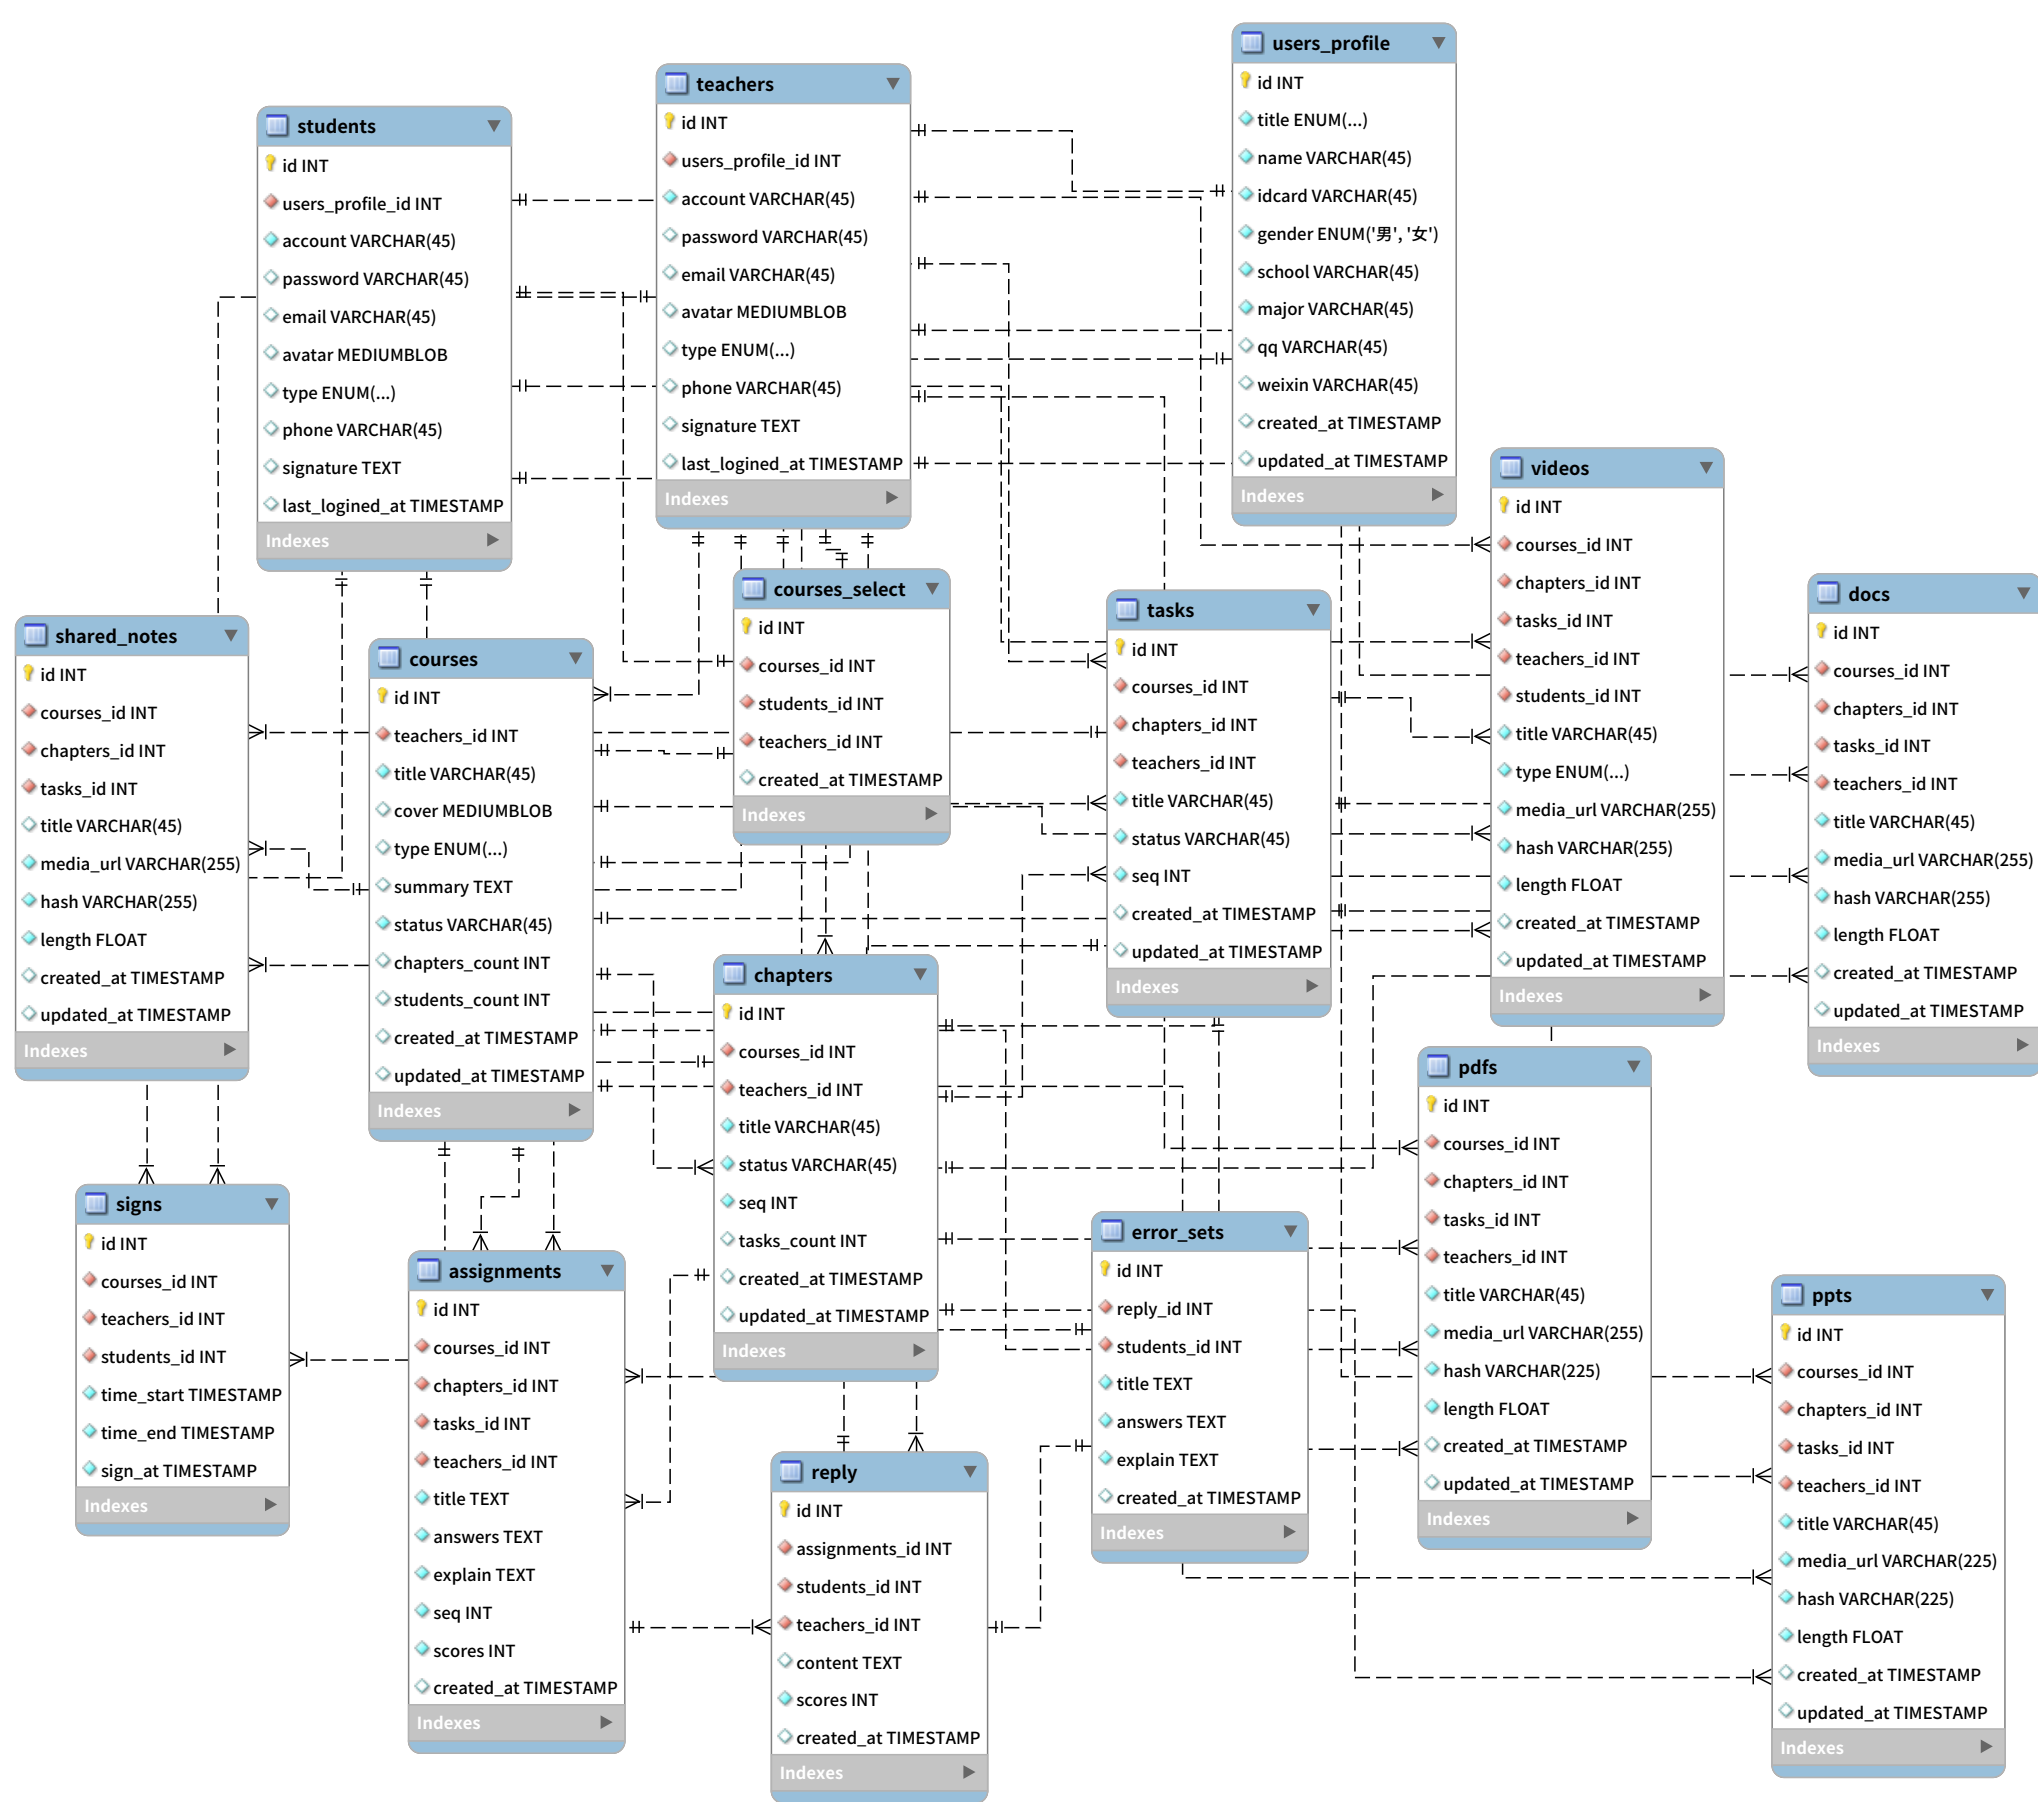 users_profile
id INT
title ENUM(...)
name VARCHAR(45)
idcard VARCHAR(45)
gender ENUM('男', '女')
school VARCHAR(45)
major VARCHAR(45)
qq VARCHAR(45)
weixin VARCHAR(45)
created_at TIMESTAMP
updated_at TIMESTAMP
Indexes
teachers
id INT
users_profile_id INT
account VARCHAR(45)
password VARCHAR(45)
email VARCHAR(45)
avatar MEDIUMBLOB
type ENUM(...)
phone VARCHAR(45)
signature TEXT
last_logined_at TIMESTAMP
Indexes
students
id INT
users_profile_id INT
account VARCHAR(45)
password VARCHAR(45)
email VARCHAR(45)
avatar MEDIUMBLOB
type ENUM(...)
phone VARCHAR(45)
signature TEXT
last_logined_at TIMESTAMP
Indexes
videos
id INT
courses_id INT
chapters_id INT
tasks_id INT
teachers_id INT
students_id INT
title VARCHAR(45)
type ENUM(...)
media_url VARCHAR(255)
hash VARCHAR(255)
length FLOAT
created_at TIMESTAMP
updated_at TIMESTAMP
Indexes
courses_select
id INT
courses_id INT
students_id INT
teachers_id INT
created_at TIMESTAMP
Indexes
docs
id INT
courses_id INT
chapters_id INT
tasks_id INT
teachers_id INT
title VARCHAR(45)
media_url VARCHAR(255)
hash VARCHAR(255)
length FLOAT
created_at TIMESTAMP
updated_at TIMESTAMP
Indexes
tasks
id INT
courses_id INT
chapters_id INT
teachers_id INT
title VARCHAR(45)
status VARCHAR(45)
seq INT
created_at TIMESTAMP
updated_at TIMESTAMP
Indexes
shared_notes
id INT
courses_id INT
chapters_id INT
tasks_id INT
title VARCHAR(45)
media_url VARCHAR(255)
hash VARCHAR(255)
length FLOAT
created_at TIMESTAMP
updated_at TIMESTAMP
Indexes
courses
id INT
teachers_id INT
title VARCHAR(45)
cover MEDIUMBLOB
type ENUM(...)
summary TEXT
status VARCHAR(45)
chapters_count INT
students_count INT
created_at TIMESTAMP
updated_at TIMESTAMP
Indexes
chapters
id INT
courses_id INT
teachers_id INT
title VARCHAR(45)
status VARCHAR(45)
seq INT
tasks_count INT
created_at TIMESTAMP
updated_at TIMESTAMP
Indexes
pdfs
id INT
courses_id INT
chapters_id INT
tasks_id INT
teachers_id INT
title VARCHAR(45)
media_url VARCHAR(255)
hash VARCHAR(225)
length FLOAT
created_at TIMESTAMP
updated_at TIMESTAMP
Indexes
signs
id INT
courses_id INT
teachers_id INT
students_id INT
time_start TIMESTAMP
time_end TIMESTAMP
sign_at TIMESTAMP
Indexes
error_sets
id INT
reply_id INT
students_id INT
title TEXT
answers TEXT
explain TEXT
created_at TIMESTAMP
Indexes
assignments
id INT
courses_id INT
chapters_id INT
tasks_id INT
teachers_id INT
title TEXT
answers TEXT
explain TEXT
seq INT
scores INT
created_at TIMESTAMP
Indexes
ppts
id INT
courses_id INT
chapters_id INT
tasks_id INT
teachers_id INT
title VARCHAR(45)
media_url VARCHAR(225)
hash VARCHAR(225)
length FLOAT
created_at TIMESTAMP
updated_at TIMESTAMP
Indexes
reply
id INT
assignments_id INT
students_id INT
teachers_id INT
content TEXT
scores INT
created_at TIMESTAMP
Indexes